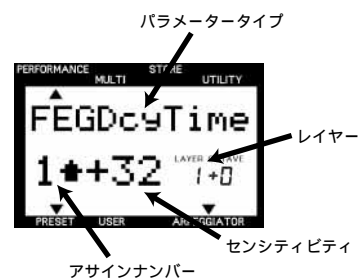 パラメータータイプ
PERFORMANCE MULTI STORE UTILITY
FEGDcyTime
レイヤー
LAYER OCTAVE
1 +32 1+0
PRESET USER ARPEGGIATOR
センシティビティ
アサインナンバー